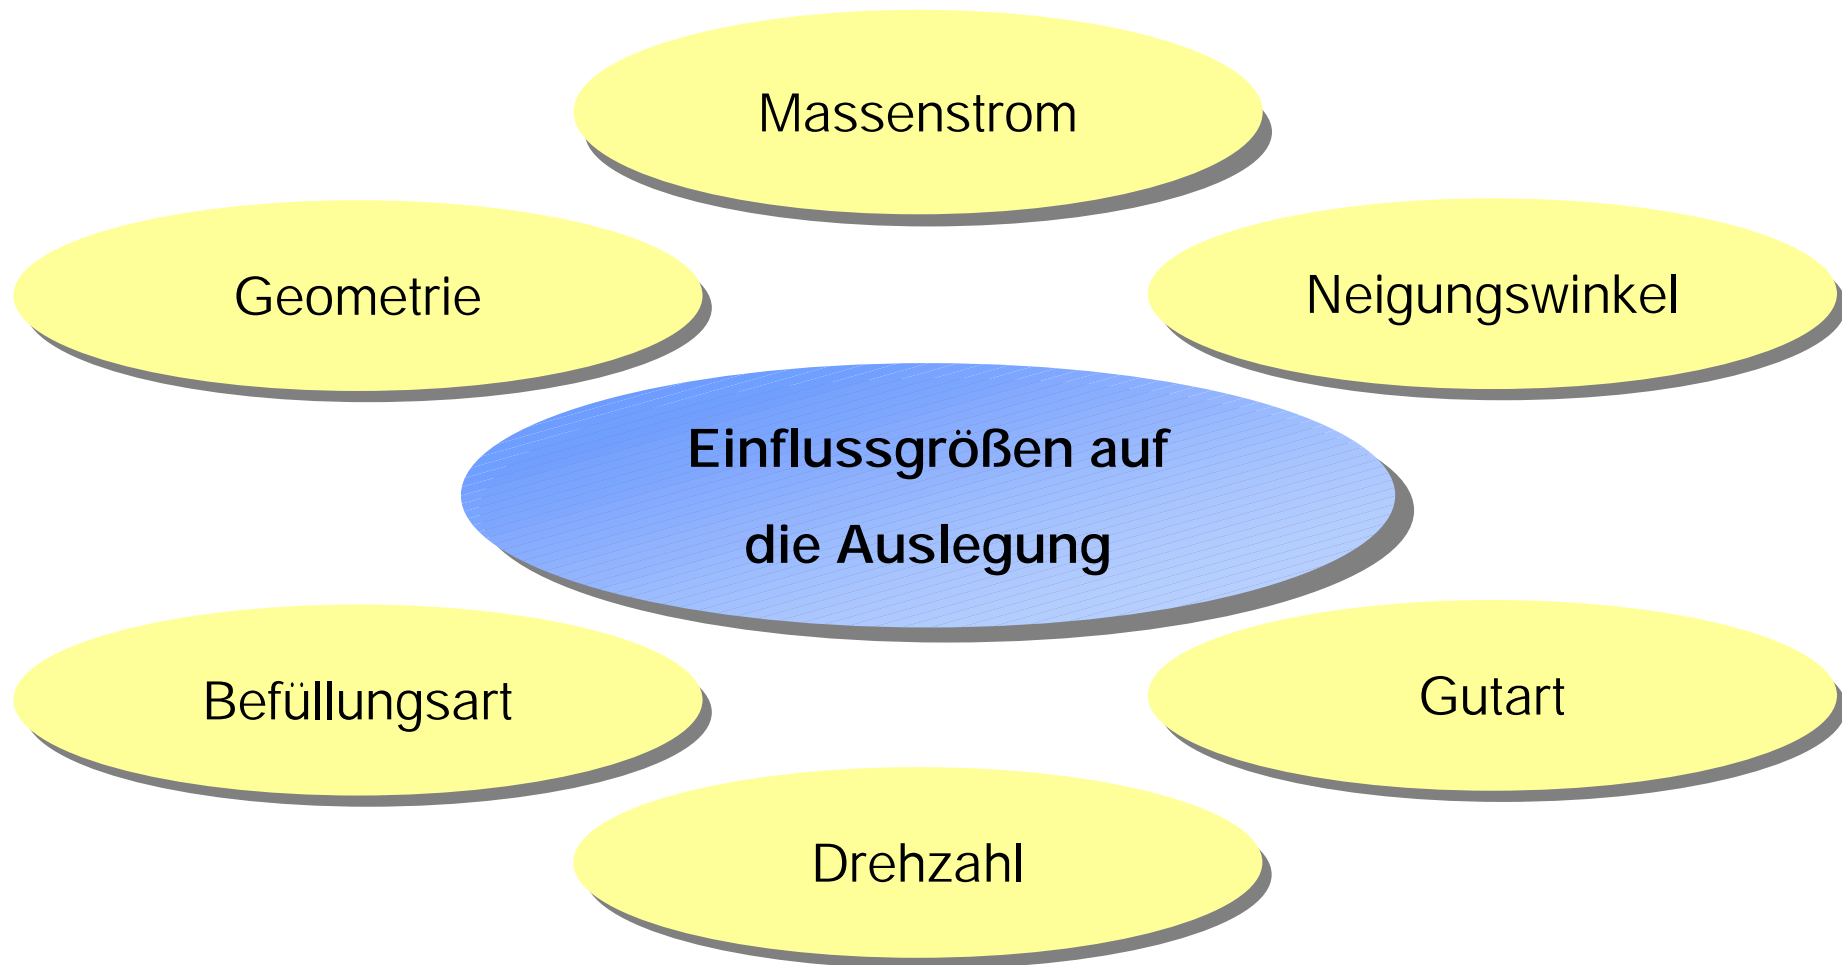 Massenstrom
Geometrie
Neigungswinkel
Einflussgrößen auf
die Auslegung
Befüllungsart
Gutart
Drehzahl